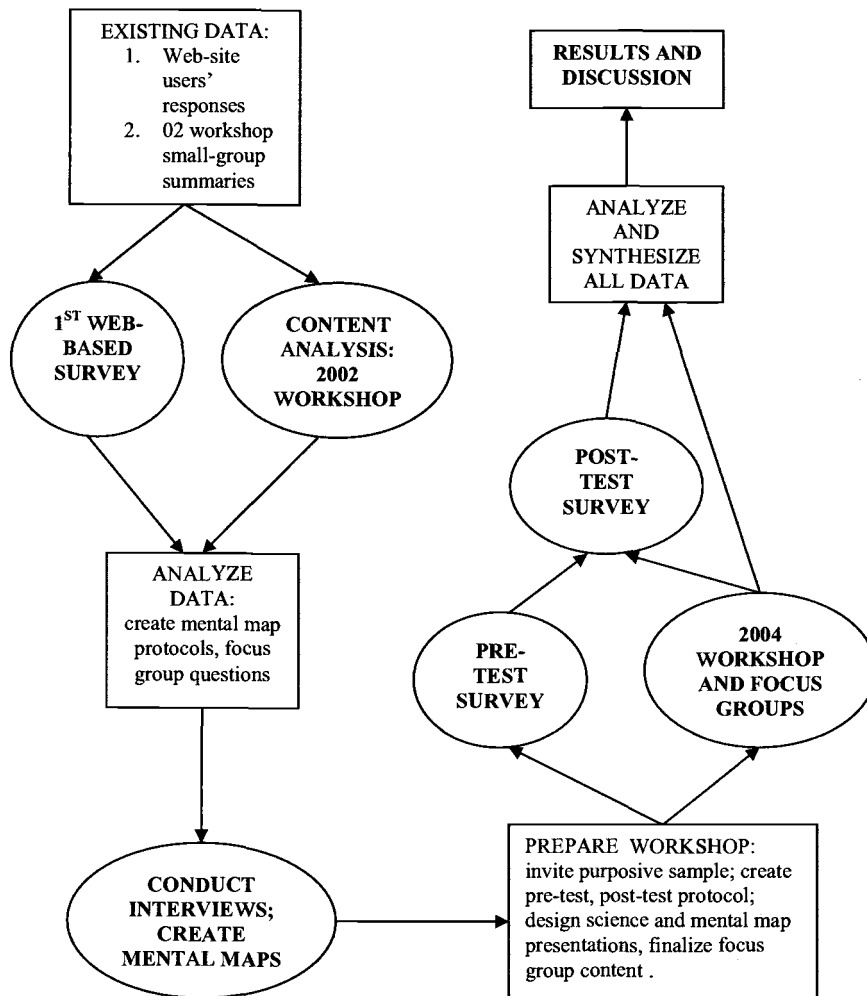 EXISTING DATA:
1. Web-site
users'
responses
2. 02 workshop
small-group
summaries
1ST WEB-
BASED
SURVEY
CONTENT
ANALYSIS:
2002
WORKSHOP
ANALYZE
DATA:
create mental map
protocols, focus
group questions
CONDUCT
INTERVIEWS;
CREATE
MENTAL MAPS
PREPARE WORKSHOP:
invite purposive sample; create
pre-test, post-test protocol;
design science and mental map
presentations, finalize focus
group content .
PRE-
TEST
SURVEY
2004
WORKSHOP
AND FOCUS
GROUPS
POST-
TEST
SURVEY
ANALYZE
AND
SYNTHESIZE
ALL DATA
RESULTS AND
DISCUSSION